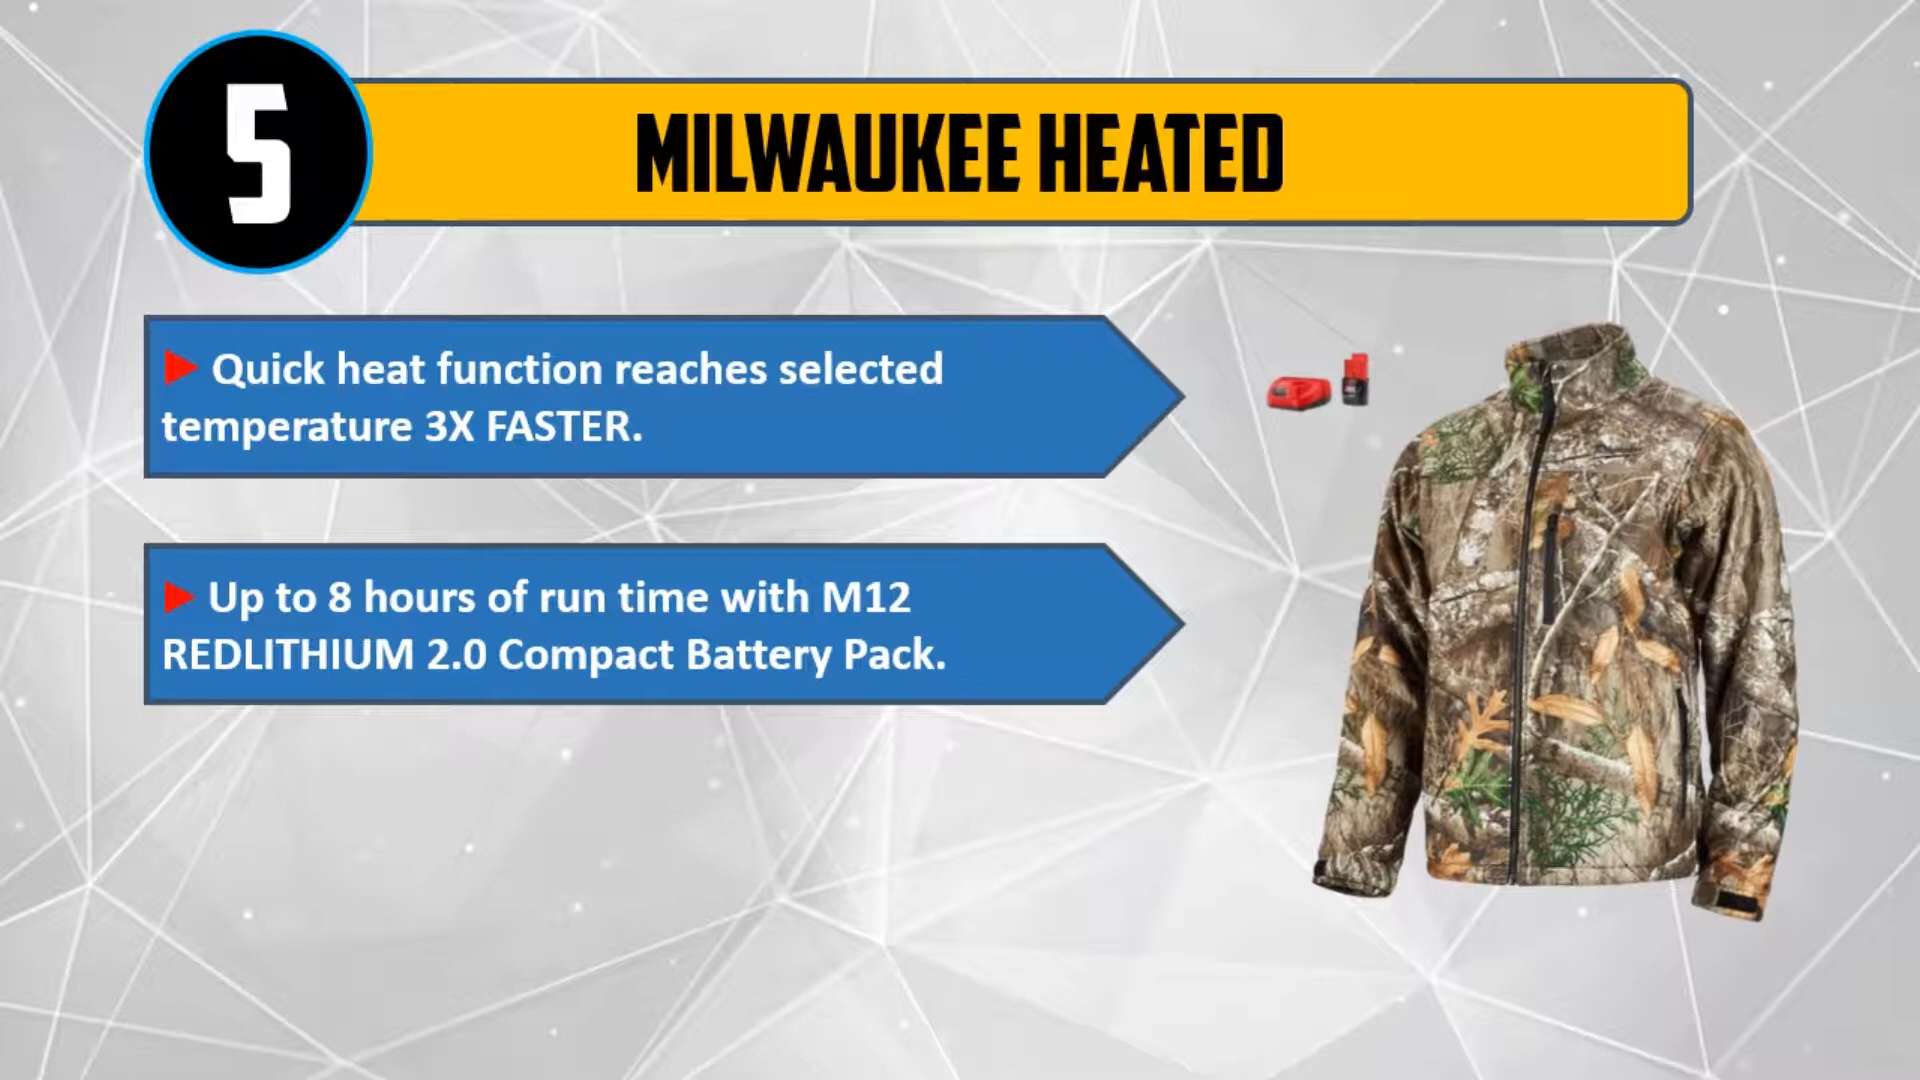 5
MILWAUKEE HEATED
► Quick heat function reaches selected
temperature 3X FASTER.
► Up to 8 hours of run time with M12
REDLITHIUM 2.0 Compact Battery Pack.